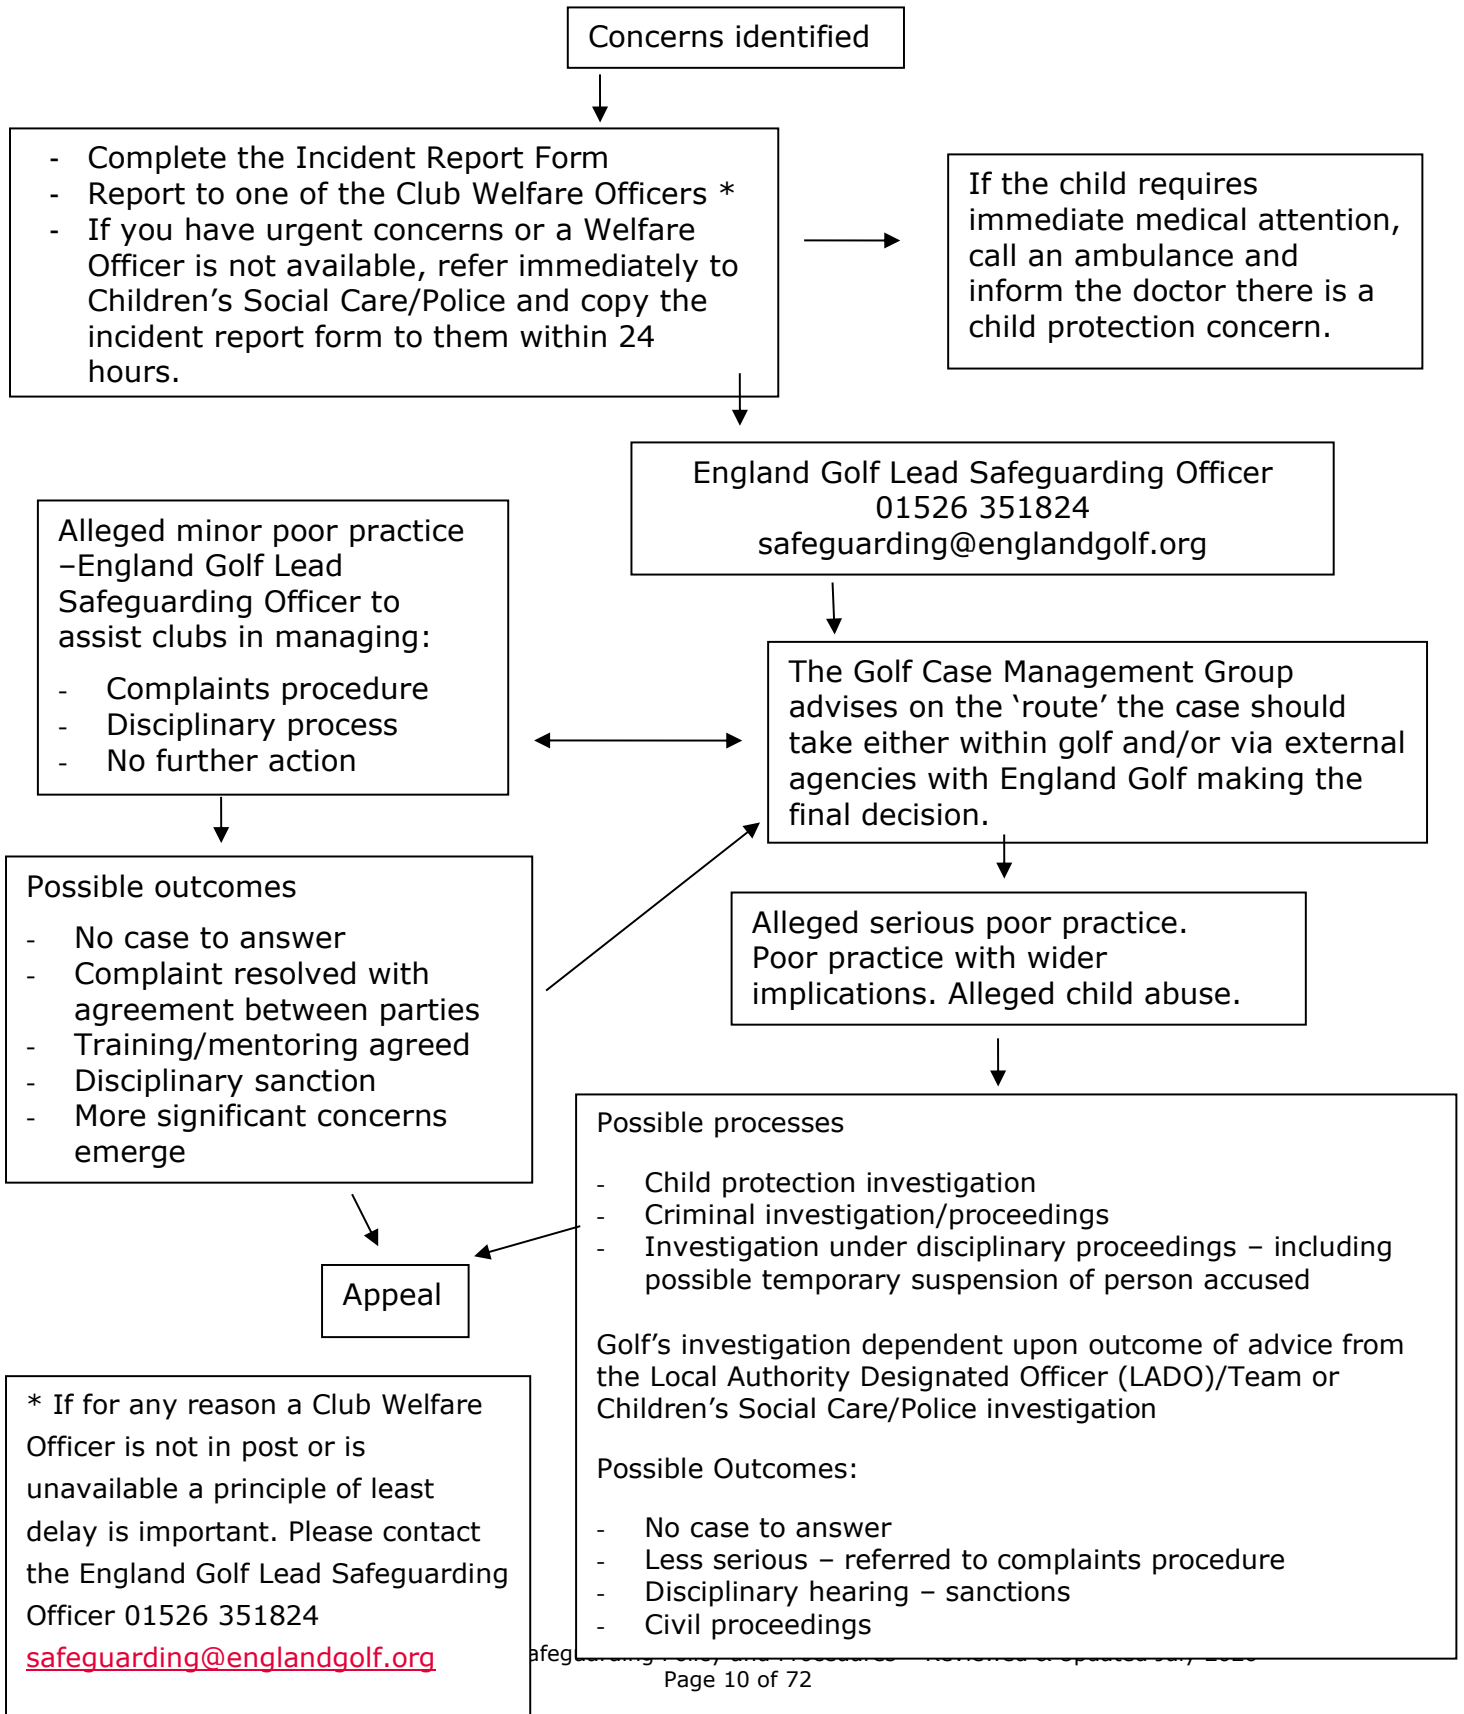 Concerns identified
- Complete the Incident Report Form
- Report to one of the Club Welfare Officers *
- If you have urgent concerns or a Welfare
Officer is not available, refer immediately to
Children’s Social Care/Police and copy the
incident report form to them within 24
hours.
If the child requires
immediate medical attention,
call an ambulance and
inform the doctor there is a
child protection concern.
England Golf Lead Safeguarding Officer
01526 351824
safeguarding@englandgolf.org
Alleged minor poor practice
–England Golf Lead
Safeguarding Officer to
assist clubs in managing:
- Complaints procedure
- Disciplinary process
- No further action
The Golf Case Management Group
advises on the ‘route’ the case should
take either within golf and/or via external
agencies with England Golf making the
final decision.
Possible outcomes
- No case to answer
- Complaint resolved with
agreement between parties
- Training/mentoring agreed
- Disciplinary sanction
- More significant concerns
emerge
Alleged serious poor practice.
Poor practice with wider
implications. Alleged child abuse.
Possible processes
- Child protection investigation
- Criminal investigation/proceedings
- Investigation under disciplinary proceedings – including
possible temporary suspension of person accused
Golf’s investigation dependent upon outcome of advice from
the Local Authority Designated Officer (LADO)/Team or
Children’s Social Care/Police investigation
Possible Outcomes:
- No case to answer
- Less serious – referred to complaints procedure
- Disciplinary hearing – sanctions
- Civil proceedings
Appeal
* If for any reason a Club Welfare
Officer is not in post or is
unavailable a principle of least
delay is important. Please contact
the England Golf Lead Safeguarding
Officer 01526 351824
safeguarding@englandgolf.org
Policy and Procedures
Page 10 of 72